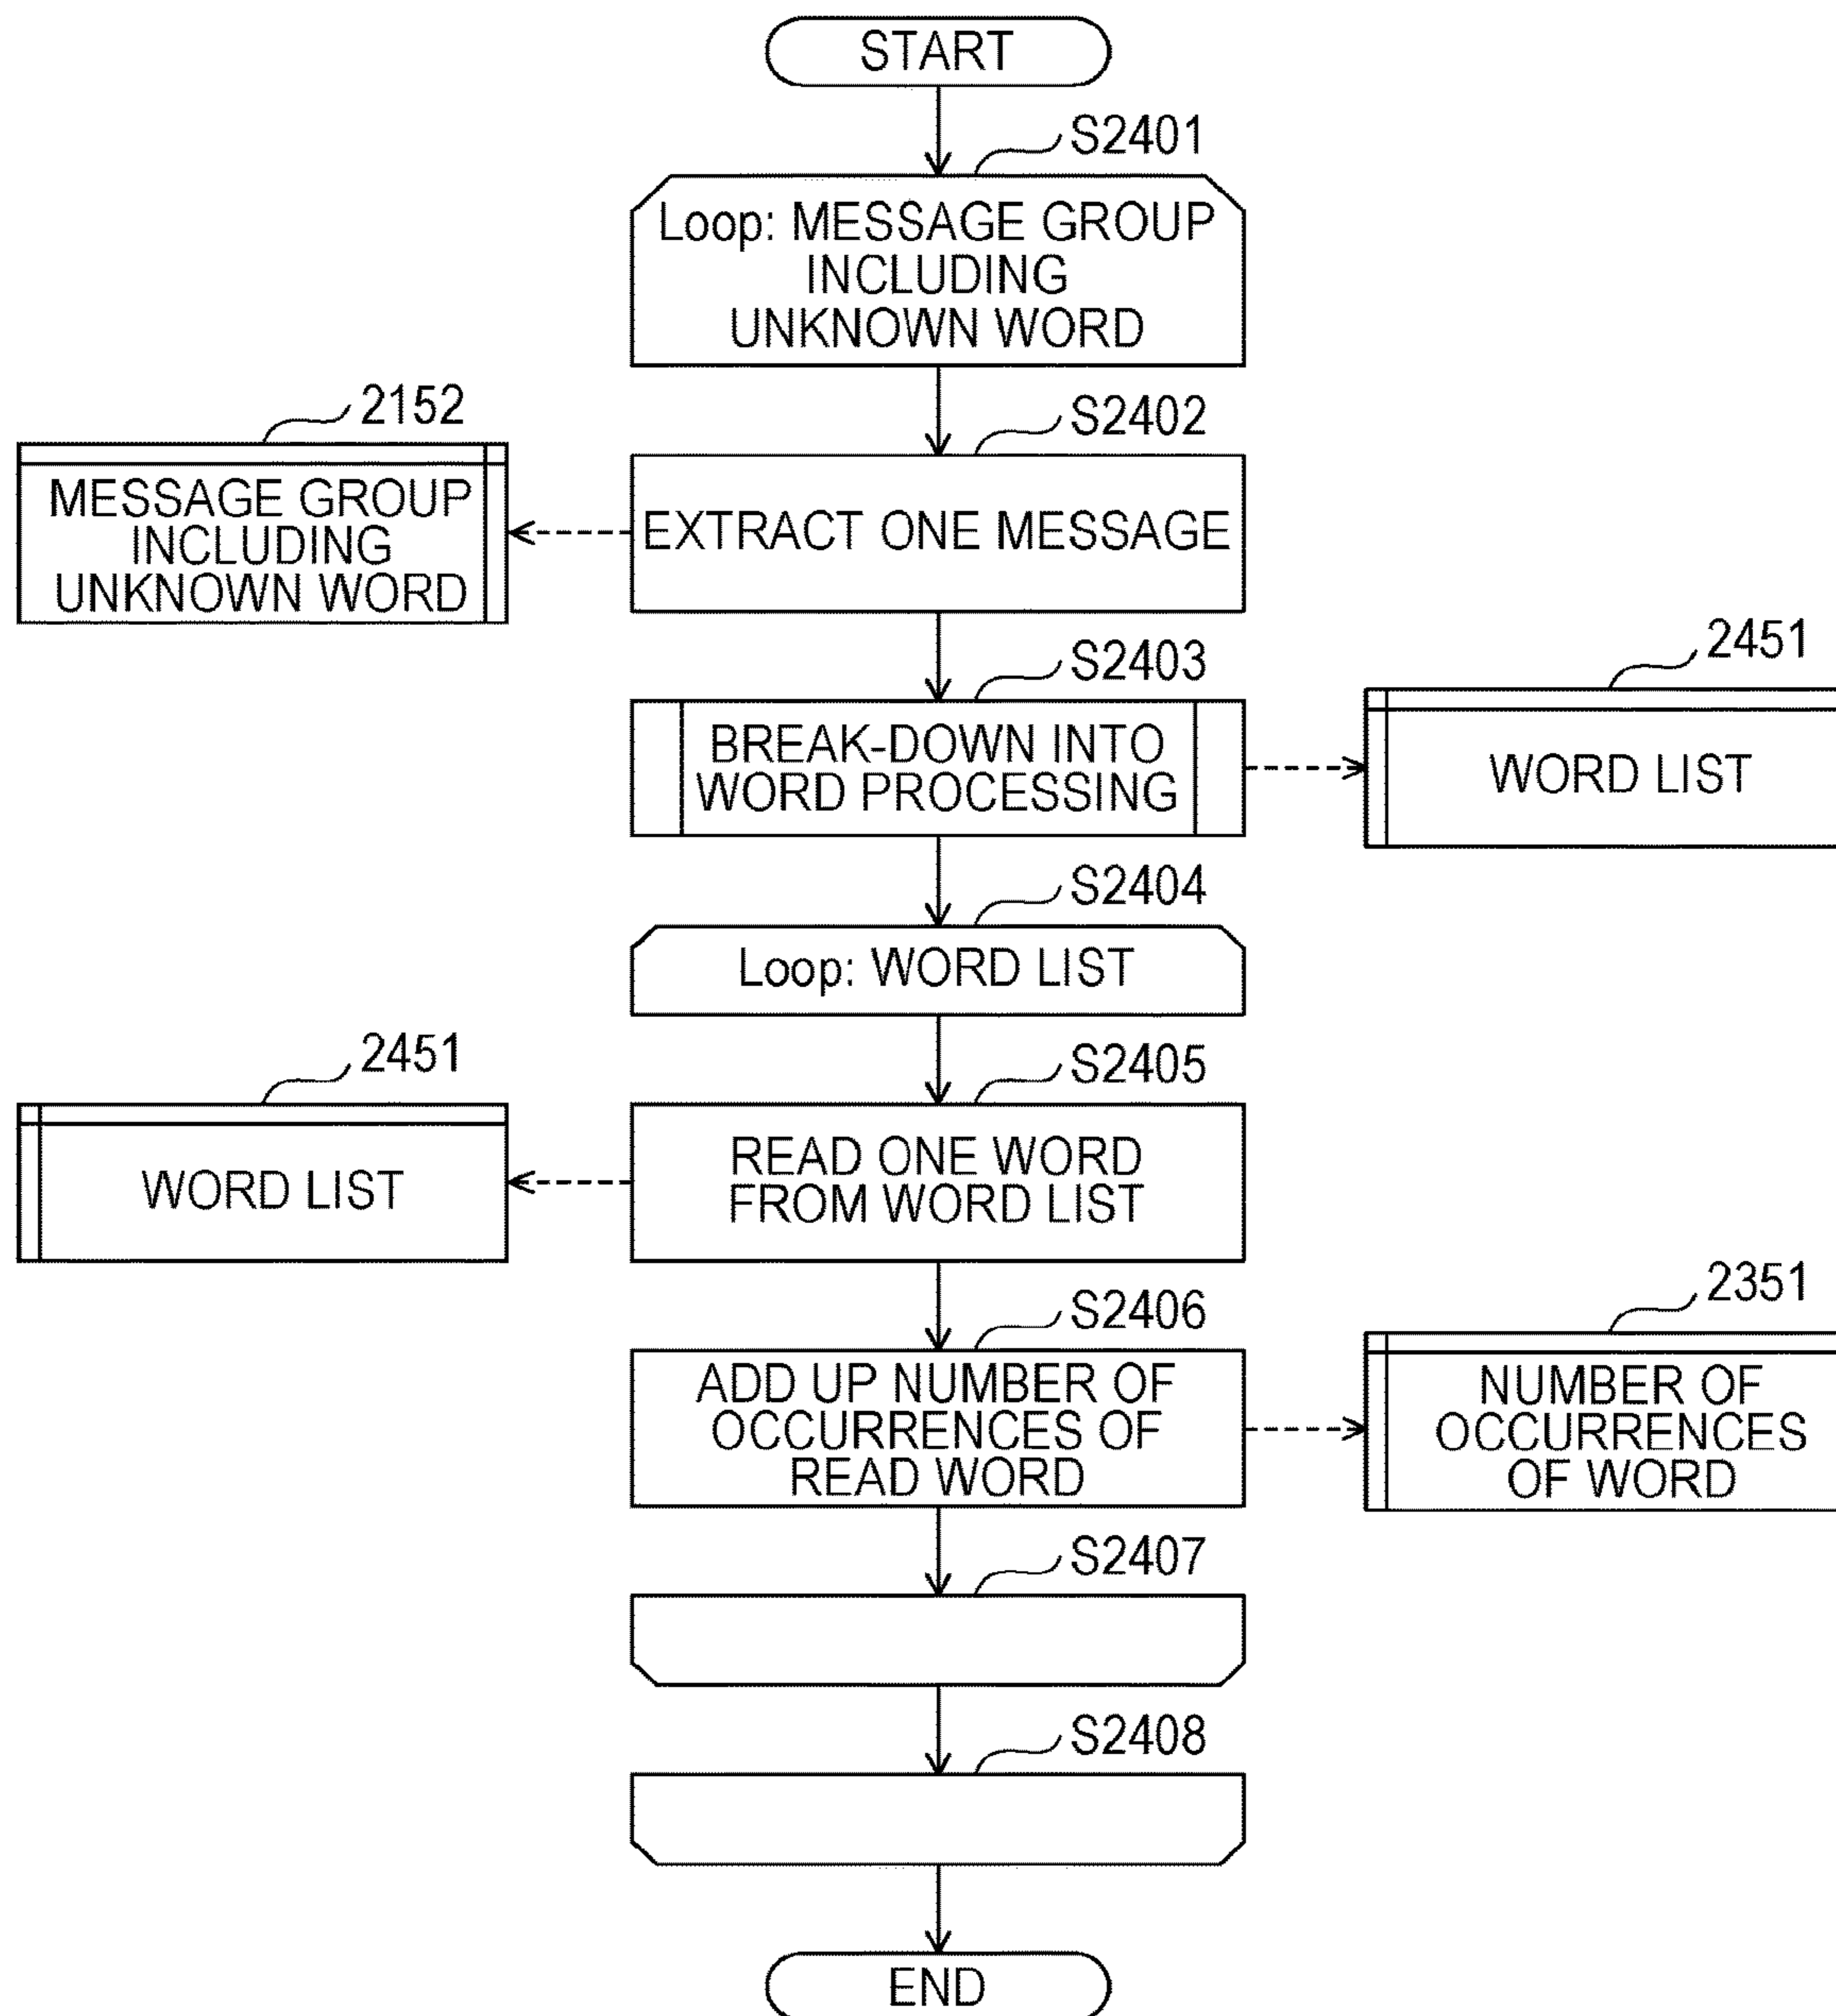 START
S2401
Loop: MESSAGE GROUP
INCLUDING
UNKNOWN WORD
2152
MESSAGE GROUP
INCLUDING
UNKNOWN WORD
S2402
EXTRACT ONE MESSAGE
S2403
BREAK-DOWN INTO
WORD PROCESSING
2451
WORD LIST
S2404
Loop: WORD LIST
2451
WORD LIST
S2405
READ ONE WORD
FROM WORD LIST
S2406
ADD UP NUMBER OF
OCCURRENCES OF
READ WORD
2351
NUMBER OF
OCCURRENCES
OF WORD
S2407
S2408
END